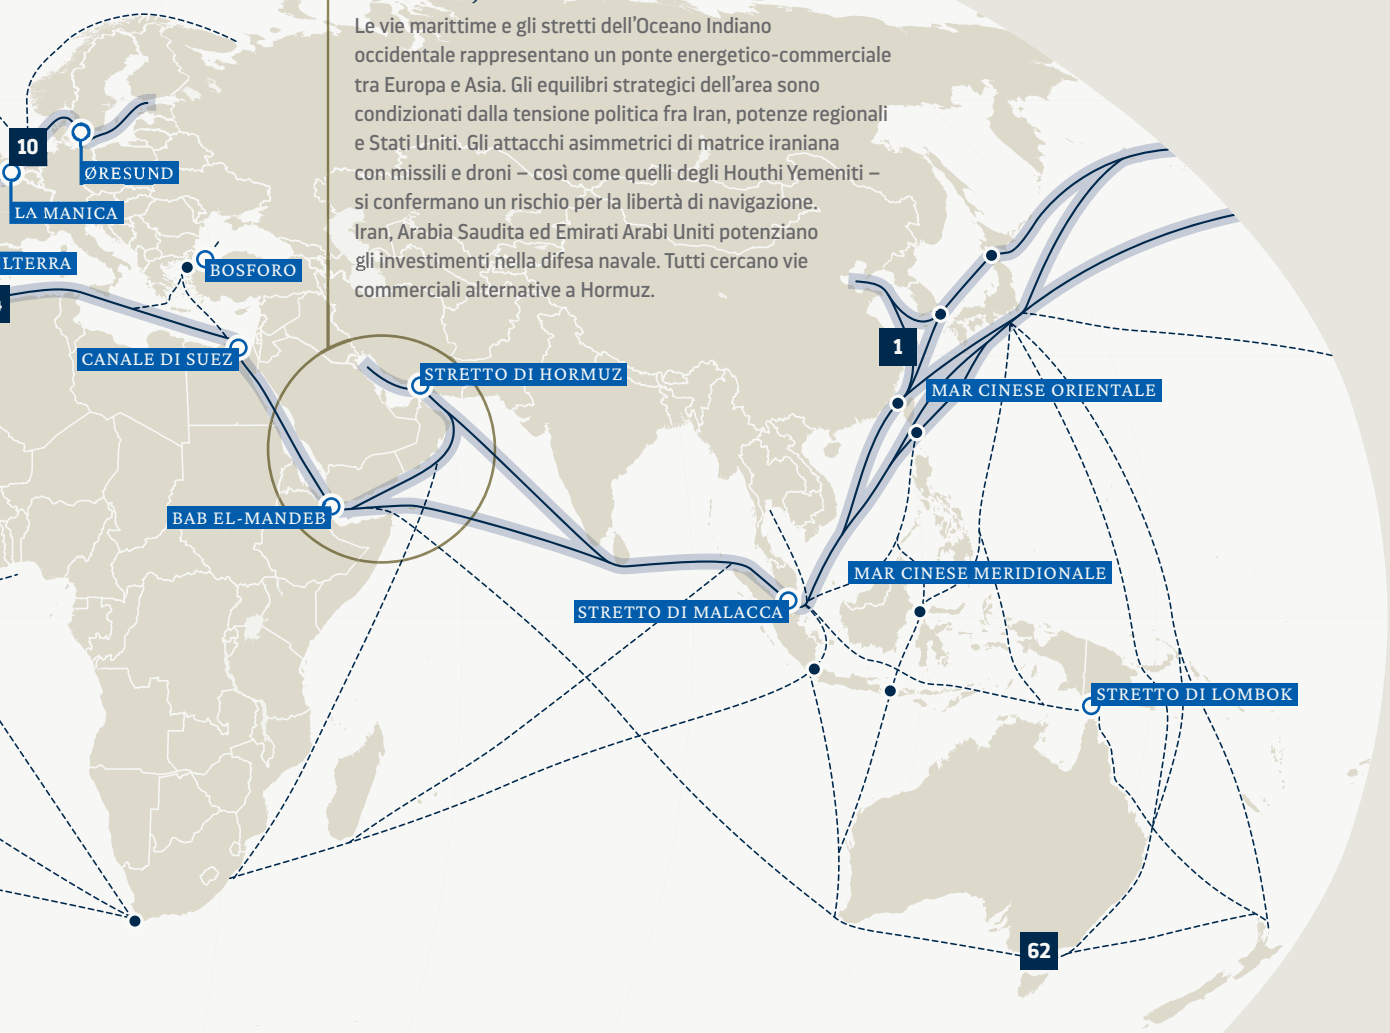 Le vie marittime e gli stretti dell’Oceano Indiano
occidentale rappresentano un ponte energetico-commerciale
tra Europa e Asia. Gli equilibri strategici dell’area sono
condizionati dalla tensione politica fra Iran, potenze regionali
e Stati Uniti. Gli attacchi asimmetrici di matrice iraniana
con missili e droni – così come quelli degli Houthi Yemeniti –
si confermano un rischio per la libertà di navigazione.
Iran, Arabia Saudita ed Emirati Arabi Uniti potenziano
gli investimenti nella difesa navale. Tutti cercano vie
commerciali alternative a Hormuz.
10
ØRESUND
LA MANICA
LTERRA
BOSFORO
CANALE DI SUEZ
STRETTO DI HORMUZ
1
MAR CINESE ORIENTALE
BAB EL-MANDEB
MAR CINESE MERIDIONALE
STRETTO DI MALACCA
STRETTO DI LOMBOK
62